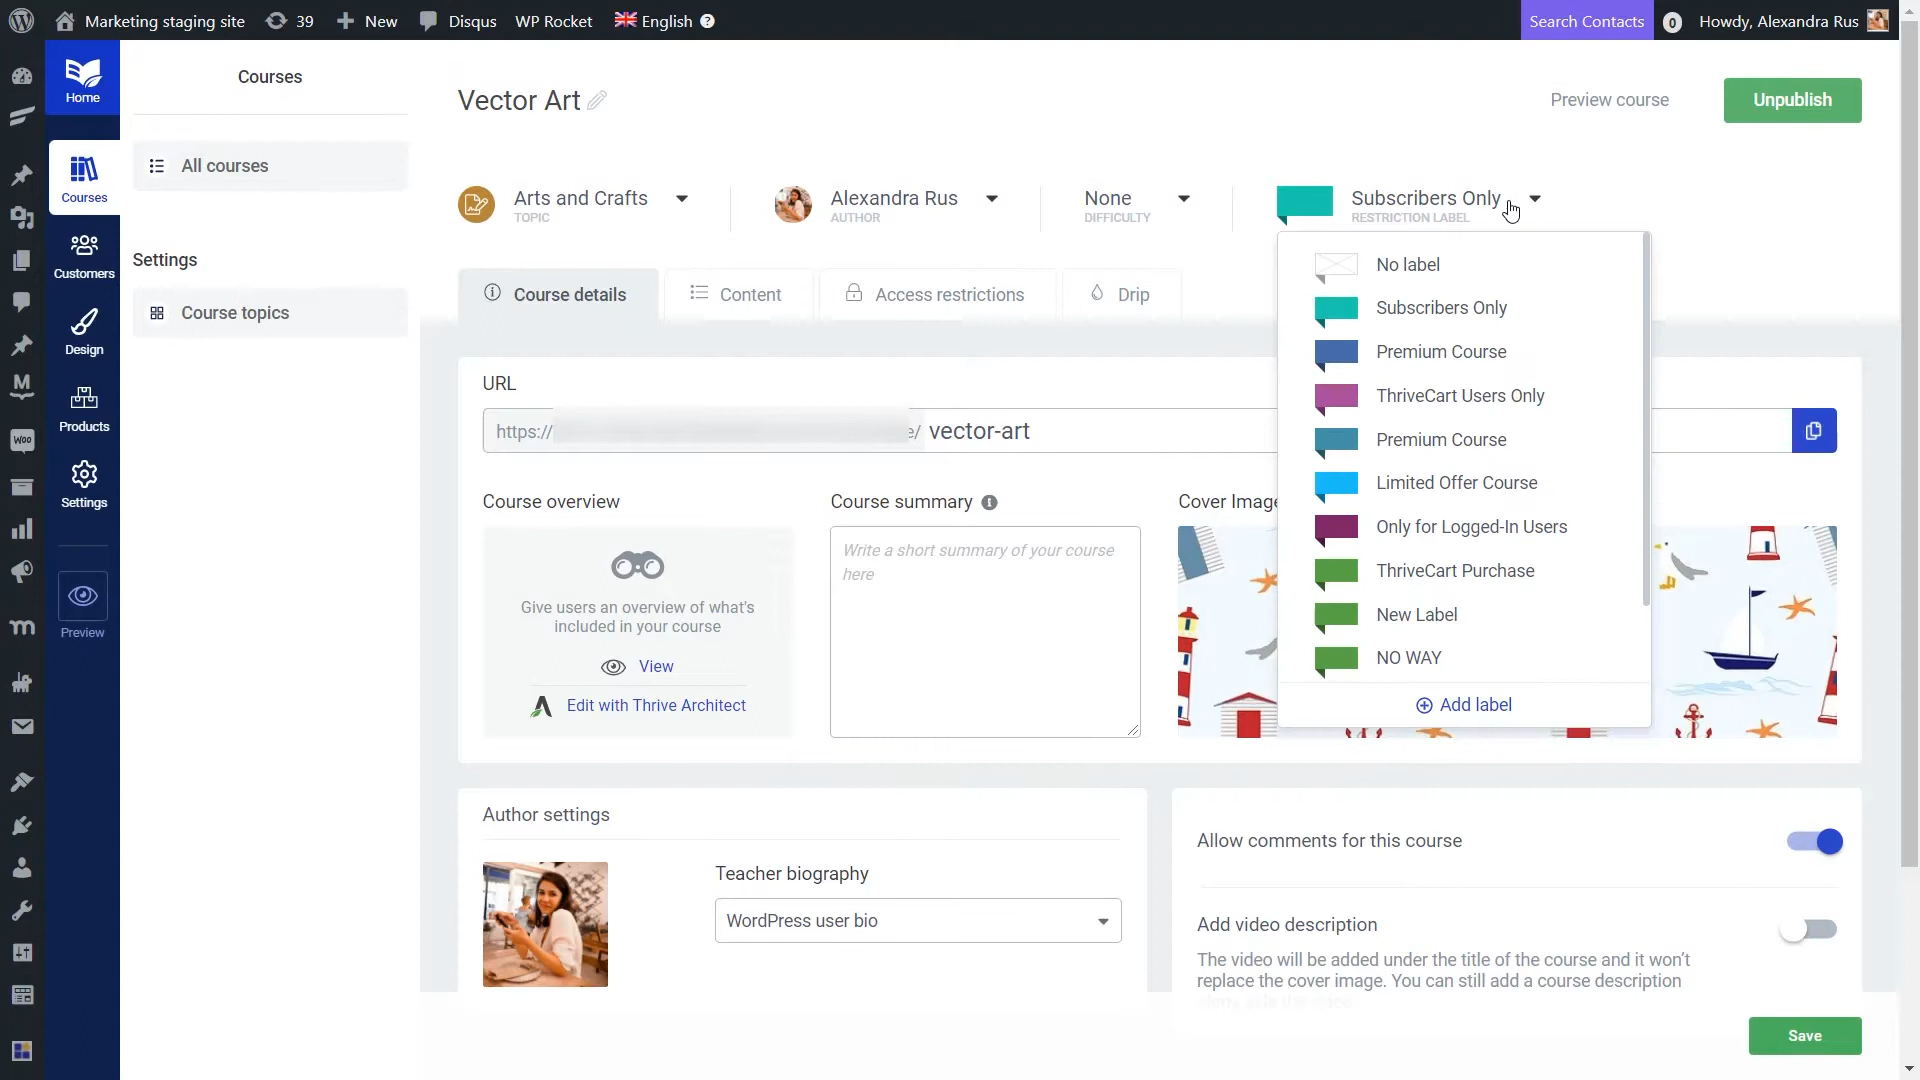 Marketing staging site
39
New
Disqus
WP Rocket
English
Search Contacts
0
Howdy, Alexandra Rus
Home
Courses
Customers
Design
Products
Settings
Preview
Courses
All courses
Settings
Course topics
Vector Art
Preview course
Unpublish
Arts and Crafts
TOPIC
Alexandra Rus
AUTHOR
None
DIFFICULTY
Subscribers Only
RESTRICTION LABEL
Course details
Content
Access restrictions
Drip
No label
Subscribers Only
Premium Course
ThriveCart Users Only
Premium Course
Limited Offer Course
Only for Logged-In Users
ThriveCart Purchase
New Label
NO WAY
Add label
URL
https://
e/ vector-art
Course overview
Give users an overview of what's
included in your course
View
Edit with Thrive Architect
Course summary
Write a short summary of your course
here
Cover Image
Author settings
Teacher biography
WordPress user bio
Allow comments for this course
Add video description
The video will be added under the title of the course and it won't
replace the cover image. You can still add a course description
Save